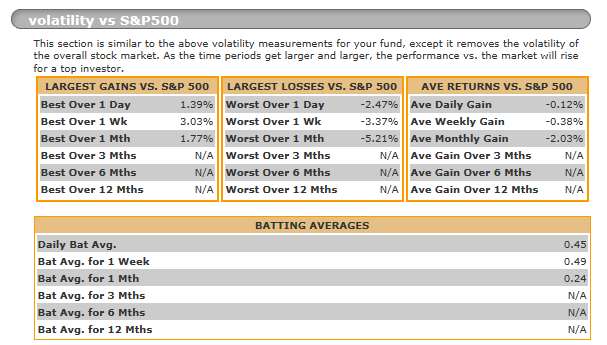 volatility vs S&P500
This section is similar to the above volatility measurements for your fund, except it removes the volatility of
the overall stock market. As the time periods get larger and larger, the performance vs. the market will rise
for a top investor.
LARGEST GAINS VS. S&P 500 LARGEST LOSSES VS. S&P 500 AVE RETURNS VS. S&P 500
Best Over 1 Day 1.39% Worst Over 1 Day -2.47% Ave Daily Gain -0.12%
Best Over 1 Wk 3.03% Worst Over 1 Wk -3.37% Ave Weekly Gain -0.38%
Best Over 1 Mth 1.77% Worst Over 1 Mth -5.21% Ave Monthly Gain -2.03%
Best Over 3 Mths N/A Worst Over 3 Mths N/A Ave Gain Over 3 Mths N/A
Best Over 6 Mths N/A Worst Over 6 Mths N/A Ave Gain Over 6 Mths N/A
Best Over 12 Mths N/A Worst Over 12 Mths N/A Ave Gain Over 12 Mths N/A
BATTING AVERAGES
Daily Bat Avg. 0.45
Bat Avg. for 1 Week 0.49
Bat Avg. for 1 Mth 0.24
Bat Avg. for 3 Mths N/A
Bat Avg. for 6 Mths N/A
Bat Avg. for 12 Mths N/A